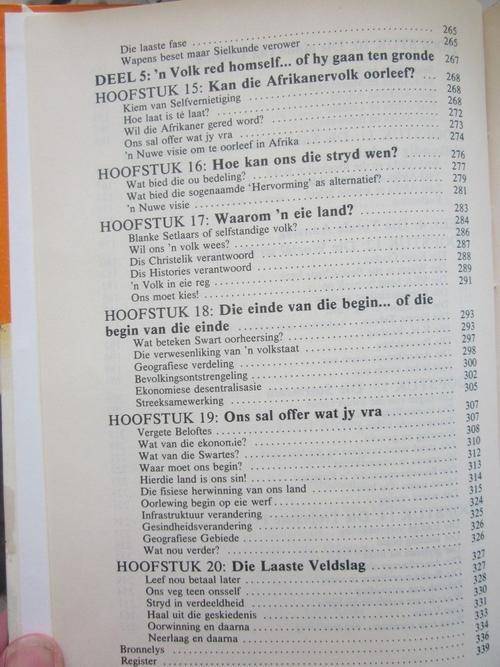 Die laaste fase 265
Wapens beset maar Sielkunde verower 265
DEEL 5: 'n Volk red homself... of hy gaan ten gronde 267
HOOFSTUK 15: Kan die Afrikanervolk oorleef? 268
Kiem van Selfvernietiging 268
Hoe laat is té laat? 268
Wil die Afrikaner gered word? 272
Ons sal offer wat jy vra 273
'n Nuwe visie om te oorleef in Afrika 274
HOOFSTUK 16: Hoe kan ons die stryd wen? 276
Wat bied die ou bedeling? 277
Wat bied die sogenaamde 'Hervorming' as alternatief? 279
'n Nuwe visie 281
HOOFSTUK 17: Waarom 'n eie land? 283
Blanke Setlaars of selfstandige volk? 284
Wil ons 'n volk wees? 286
Dis Christelik verantwoord 287
Dis Histories verantwoord 288
'n Volk in eie reg 289
Ons moet kies! 291
HOOFSTUK 18: Die einde van die begin... of die
begin van die einde 293
Wat beteken Swart oorheersing? 293
Die verwesenliking van 'n volkstaat 297
Geografiese verdeling 298
Bevolkingsontstrengeling 300
Ekonomiese desentralisasie 302
Streeksamewerking 305
HOOFSTUK 19: Ons sal offer wat jy vra 307
Vergete Beloftes 307
Wat van die ekonomie? 308
Wat van die Swartes? 310
Waar moet ons begin? 312
Hierdie land is ons sin! 313
Die fisiese herwinning van ons land 314
Oorlewing begin op eie werf 315
Infrastruktuur verandering 324
Gesindheidsverandering 325
Geografiese Gebiede 326
Wat nou verder? 326
HOOFSTUK 20: Die Laaste Veldslag 327
Leef nou betaal later 327
Ons veg teen onsself 328
Stryd in verdeeldheid 330
Haal uit die geskiedenis 331
Oorwinning en daarna 333
Neerlaag en daarna 334
Bronnelys 336
Register 339